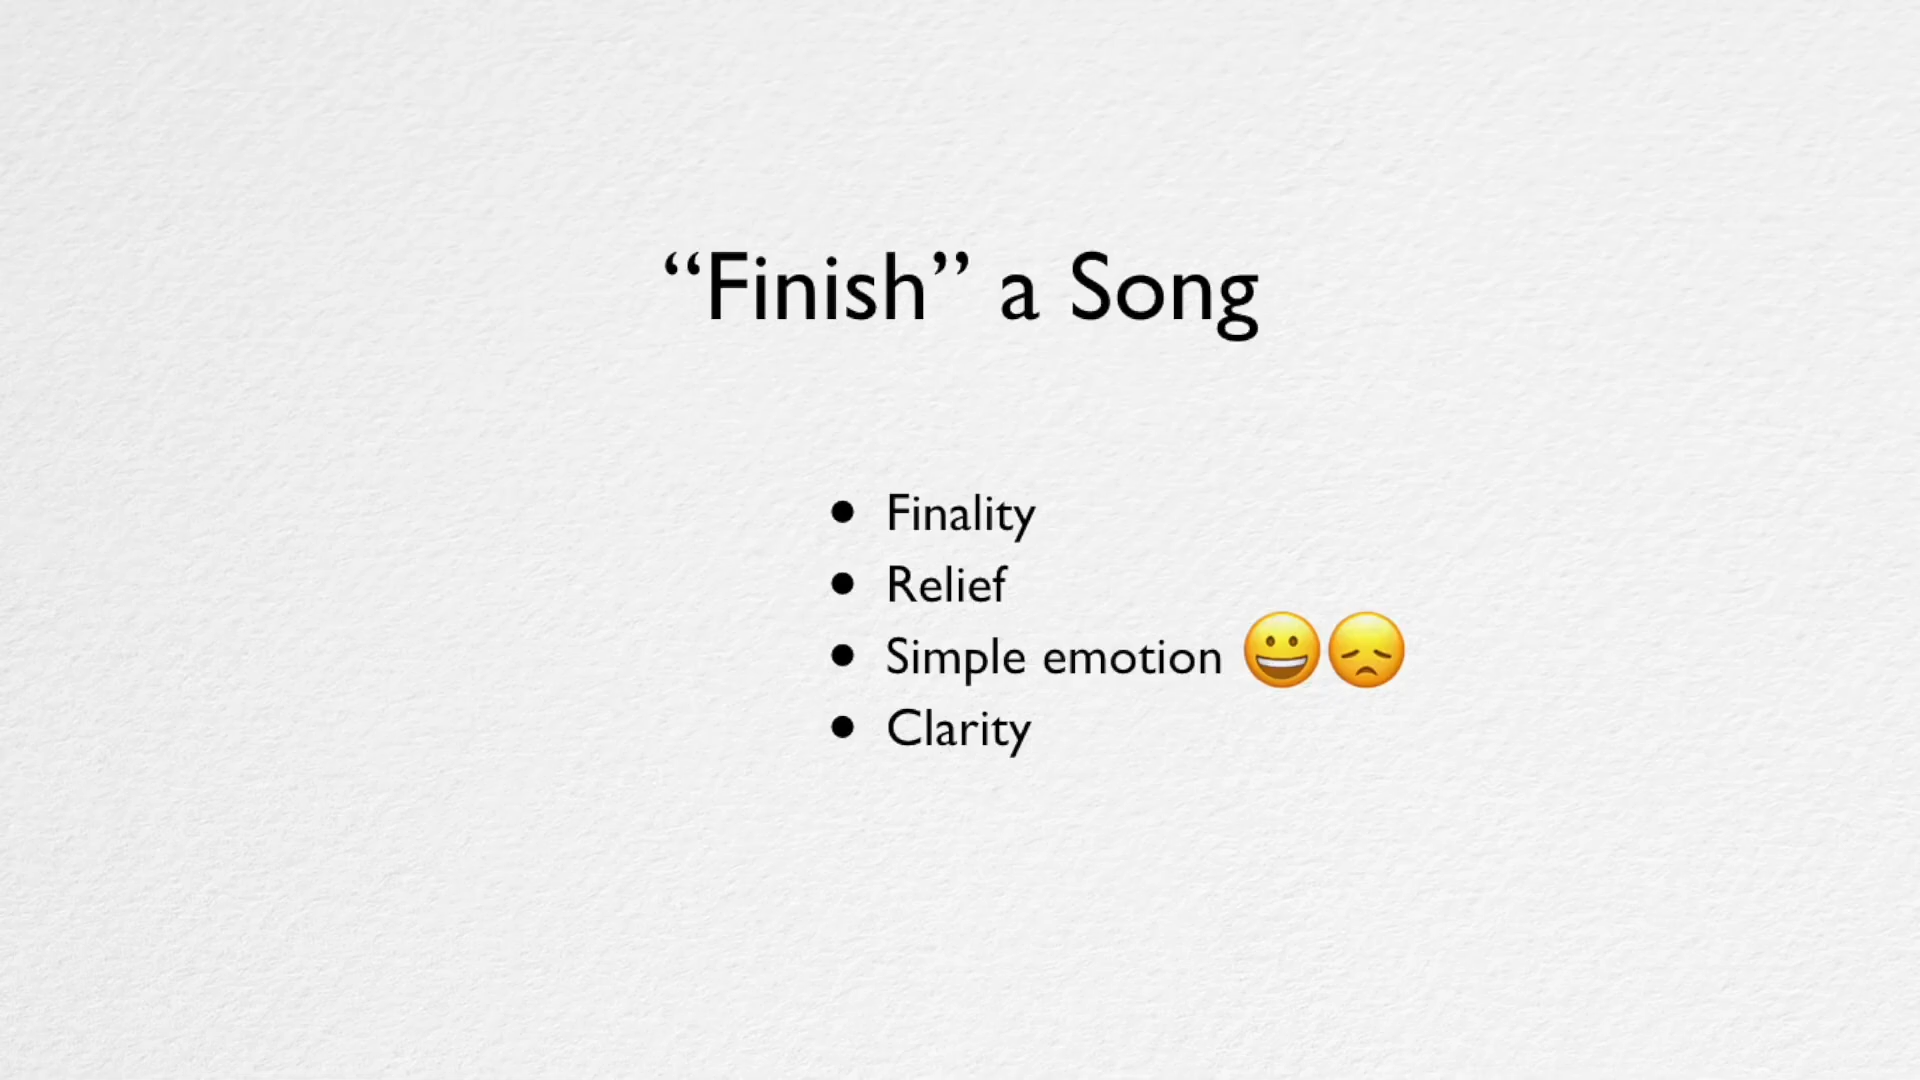 “Finish” a Song
• Finality
• Relief
• Simple emotion 😀😞
• Clarity